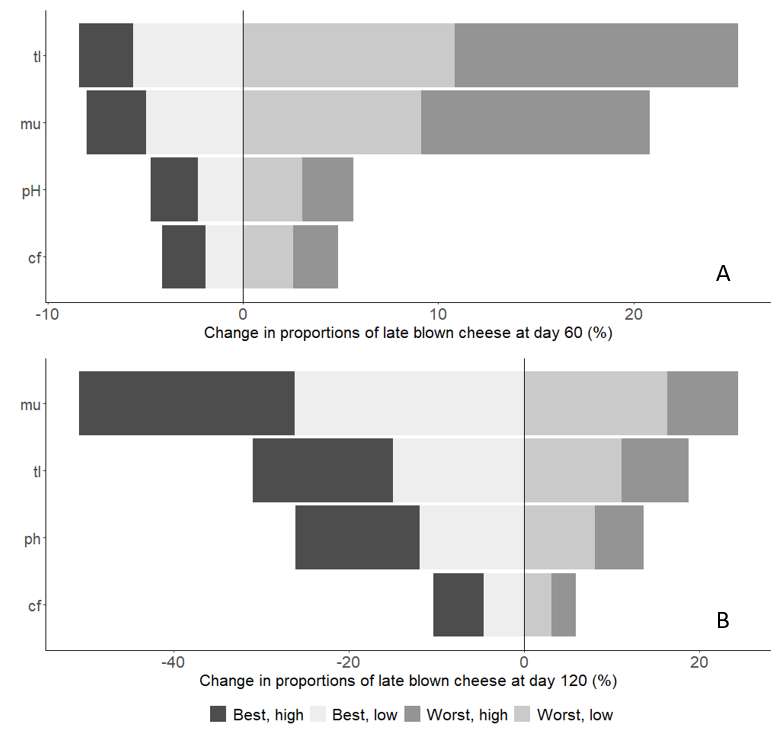 tl
mu
pH
cf
A
-10 0 10 20
Change in proportions of late blown cheese at day 60 (%)
mu
tl
ph
cf
B
-40 -20 0 20
Change in proportions of late blown cheese at day 120 (%)
Best, high Best, low Worst, high Worst, low